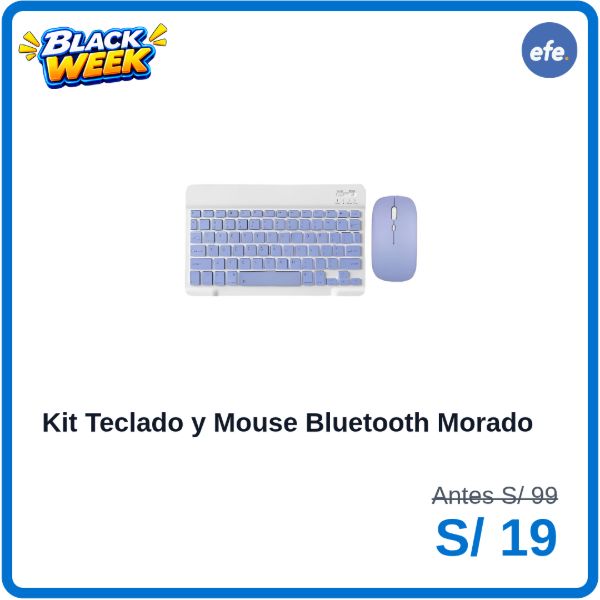 BLACK
WEEK
efe.
Kit Teclado y Mouse Bluetooth Morado
Antes S/ 99
S/ 19